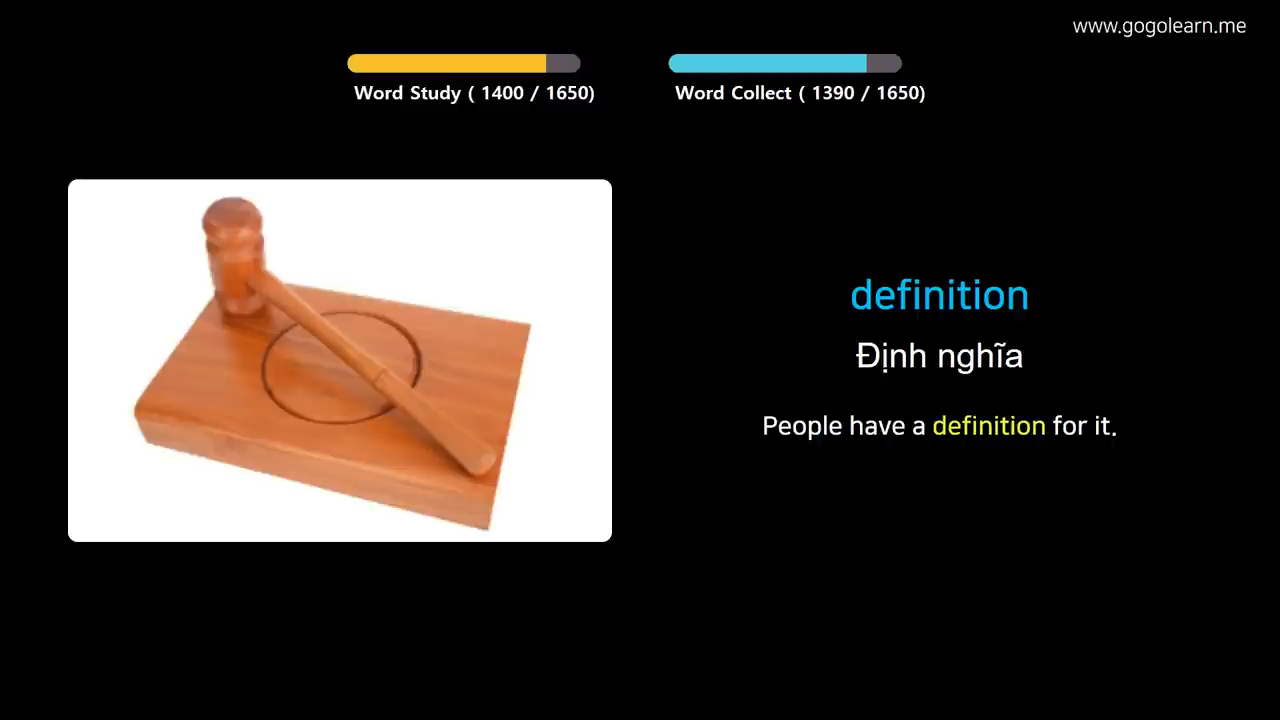 www.gogolearn.me
Word Study ( 1400 / 1650)
Word Collect ( 1390 / 1650)
definition
Định nghĩa
People have a definition for it.